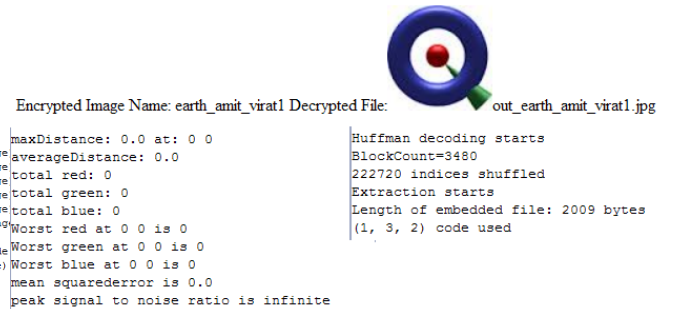 Encrypted Image Name: earth_amit_virat1 Decrypted File: out_earth_amit_virat1.jpg
maxDistance: 0.0 at: 0 0
averageDistance: 0.0
total red: 0
total green: 0
total blue: 0
Worst red at 0 0 is 0
Worst green at 0 0 is 0
Worst blue at 0 0 is 0
mean squarederror is 0.0
peak signal to noise ratio is infinite
Huffman decoding starts
BlockCount=3480
222720 indices shuffled
Extraction starts
Length of embedded file: 2009 bytes
(1, 3, 2) code used